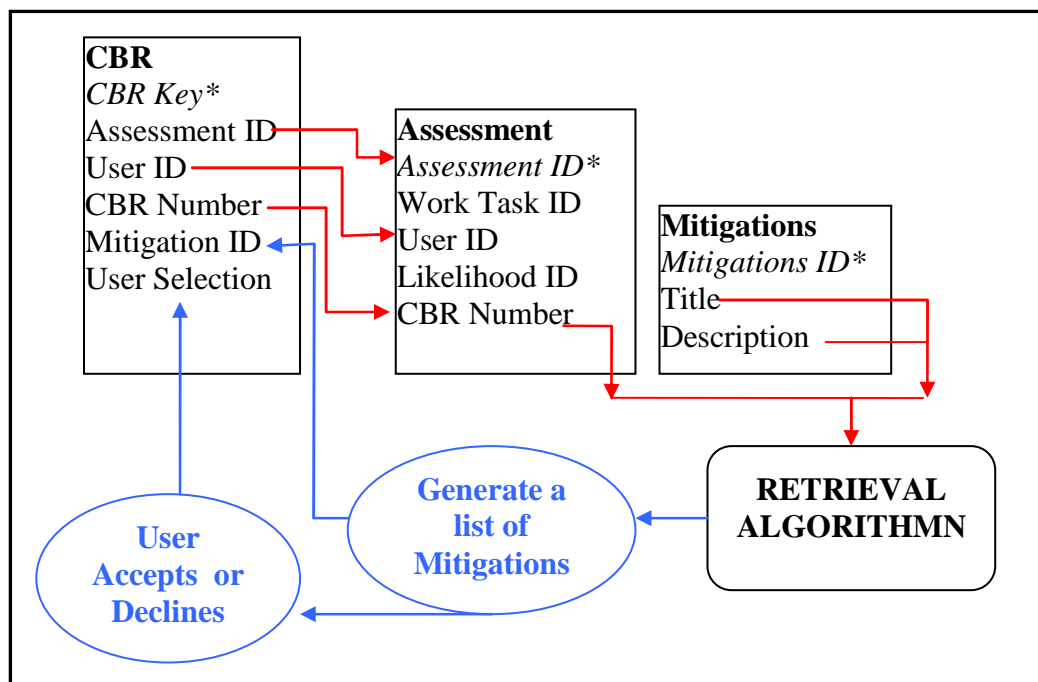 CBR
CBR Key*
Assessment ID
User ID
CBR Number
Mitigation ID
User Selection
Assessment
Assessment ID*
Work Task ID
User ID
Likelihood ID
CBR Number
Mitigations
Mitigations ID*
Title
Description
RETRIEVAL
ALGORITHMN
Generate a
list of
Mitigations
User
Accepts or
Declines